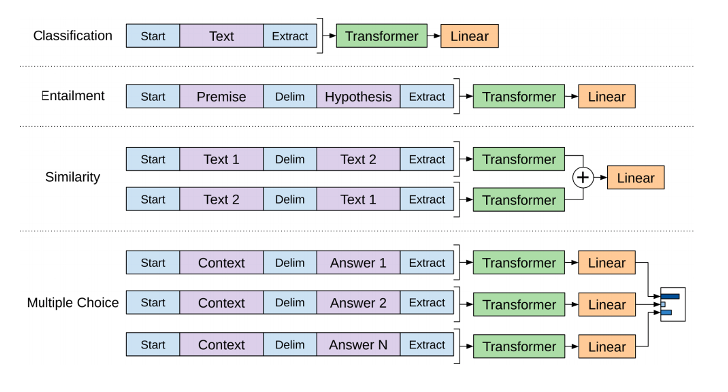 Classification Start Text Extract Transformer Linear
Entailment Start Premise Delim Hypothesis Extract Transformer Linear
Similarity
Start Text 1 Delim Text 2 Extract Transformer
+ Linear
Start Text 2 Delim Text 1 Extract Transformer
Multiple Choice
Start Context Delim Answer 1 Extract Transformer Linear
Start Context Delim Answer 2 Extract Transformer Linear
Start Context Delim Answer N Extract Transformer Linear